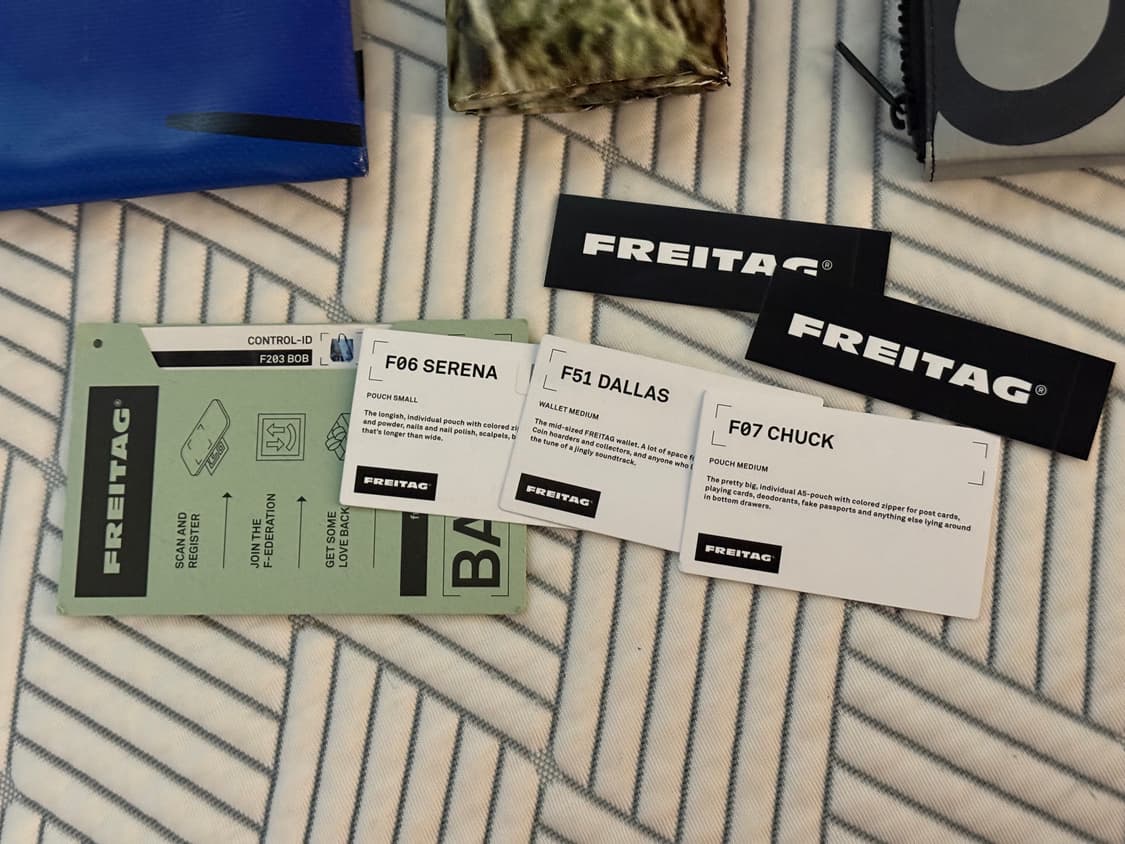 FREITAG®
FREITAG®
CONTROL-ID
F203 BOB
FREITAG®
SCAN AND
REGISTER
JOIN THE
F-EDERATION
GET SOME
LOVE BACK
BA
F06 SERENA
POUCH SMALL
The longish, individual pouch with colored
and powder, nails and nail polish, scalpels,
that's longer than wide.
FREITAG®
F51 DALLAS
WALLET MEDIUM
The mid-sized FREITAG wallet. A lot of space
Coin hoarders and collectors, and anyone who
the tune of a jingly soundtrack.
FREITAG®
F07 CHUCK
POUCH MEDIUM
The pretty big, individual A5-pouch with colored zipper for post cards,
playing cards, deodorants, fake passports and anything else lying around
in bottom drawers.
FREITAG®